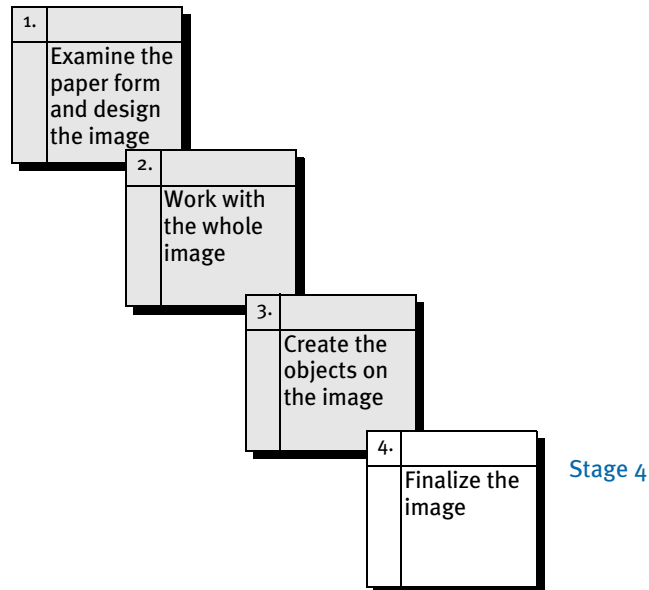 1.
Examine the
paper form
and design
the image
2.
Work with
the whole
image
3.
Create the
objects on
the image
4.
Finalize the
image
Stage 4